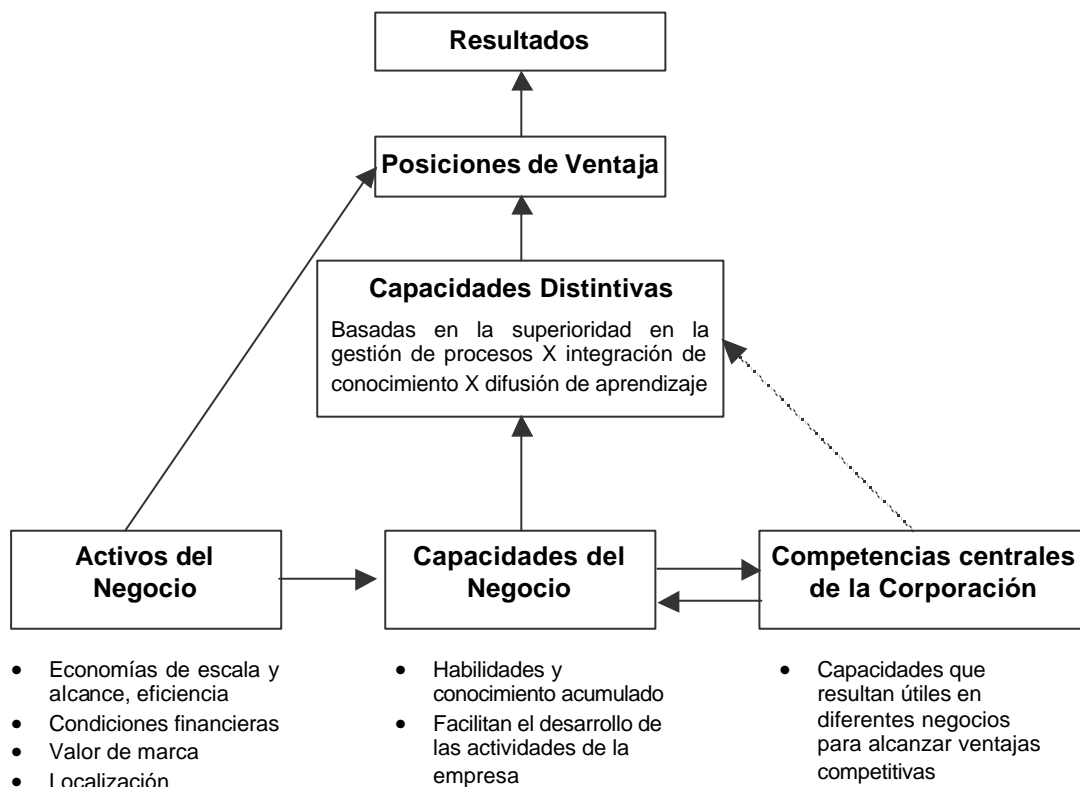 Resultados
Posiciones de Ventaja
Capacidades Distintivas
Basadas en la superioridad en la
gestión de procesos X integración de
conocimiento X difusión de aprendizaje
Activos del
Negocio
Capacidades del
Negocio
Competencias centrales
de la Corporación
• Economías de escala y
alcance, eficiencia
• Condiciones financieras
• Valor de marca
• Localización
• Habilidades y
conocimiento acumulado
• Facilitan el desarrollo de
las actividades de la
empresa
• Capacidades que
resultan útiles en
diferentes negocios
para alcanzar ventajas
competitivas